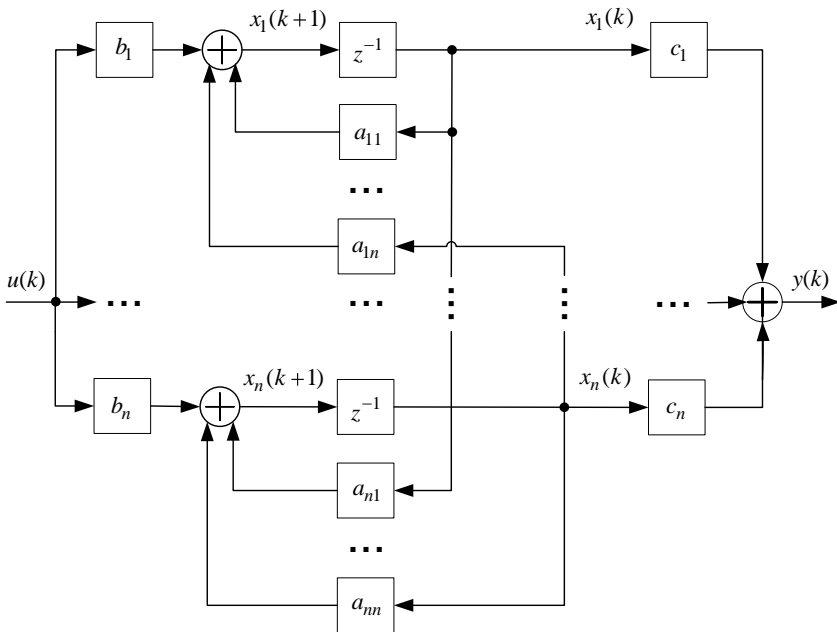 b₁
x₁(k+1)
z⁻¹
x₁(k)
c₁
a₁₁
...
a₁ₙ
u(k)
...
...
...
y(k)
bₙ
xₙ(k+1)
z⁻¹
xₙ(k)
cₙ
aₙ₁
...
aₙₙ